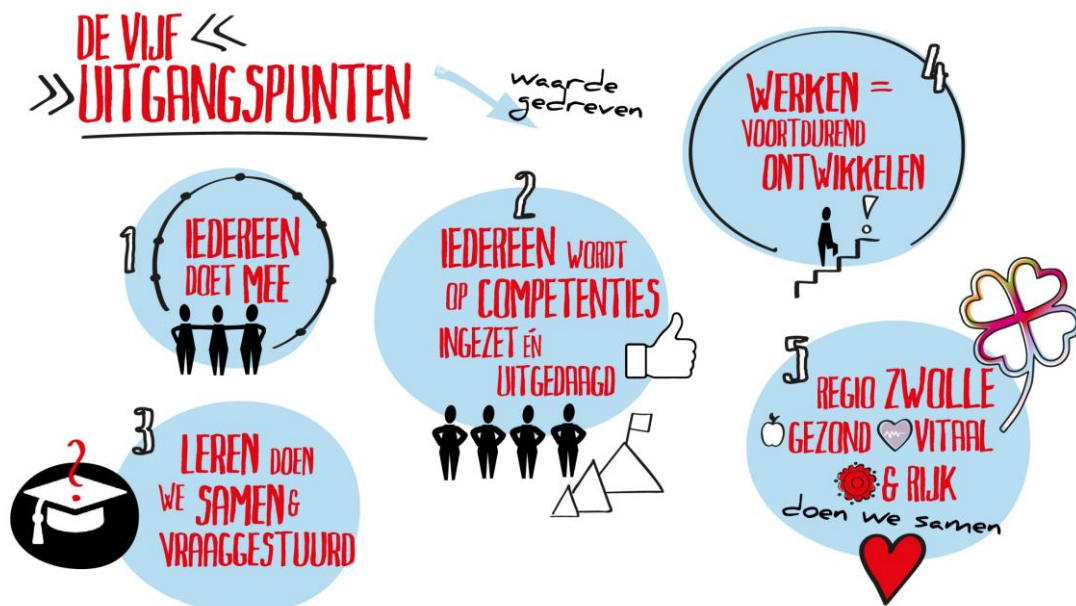 DE VIJF
UITGANGSPUNTEN
waarde
gedreven
1
IEDEREEN
DOET MEE
2
IEDEREEN WORDT
OP COMPETENTIES
INGEZET ÉN
UITGEDAAGD
3
LEREN DOEN
WE SAMEN &
VRAAGGESTUURD
4
WERKEN =
VOORTDUREND
ONTWIKKELEN
!
5
REGIO ZWOLLE
GEZOND VITAAL
& RIJK
doen we samen